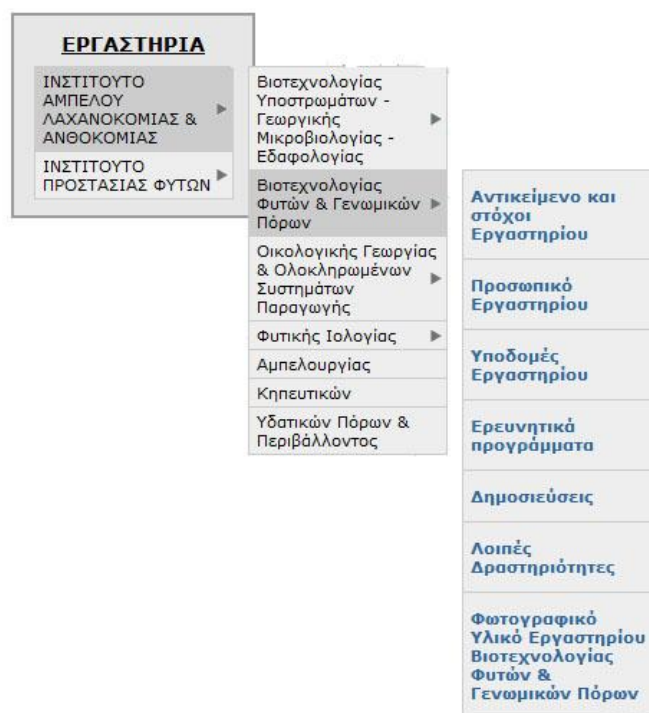 ΕΡΓΑΣΤΗΡΙΑ
ΙΝΣΤΙΤΟΥΤΟ
ΑΜΠΕΛΟΥ
ΛΑΧΑΝΟΚΟΜΙΑΣ &
ΑΝΘΟΚΟΜΙΑΣ
ΙΝΣΤΙΤΟΥΤΟ
ΠΡΟΣΤΑΣΙΑΣ ΦΥΤΩΝ
Βιοτεχνολογίας
Υποστρωμάτων -
Γεωργικής
Μικροβιολογίας -
Εδαφολογίας
Βιοτεχνολογίας
Φυτών & Γενωμικών
Πόρων
Οικολογικής Γεωργίας
& Ολοκληρωμένων
Συστημάτων
Παραγωγής
Φυτικής Ιολογίας
Αμπελουργίας
Κηπευτικών
Υδατικών Πόρων &
Περιβάλλοντος
Αντικείμενο και
στόχοι
Εργαστηρίου
Προσωπικό
Εργαστηρίου
Υποδομές
Εργαστηρίου
Ερευνητικά
προγράμματα
Δημοσιεύσεις
Λοιπές
Δραστηριότητες
Φωτογραφικό
Υλικό Εργαστηρίου
Βιοτεχνολογίας
Φυτών &
Γενωμικών Πόρων